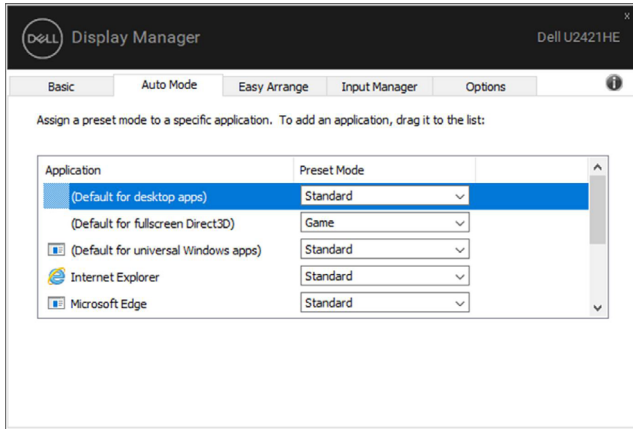 x
DELL Display Manager Dell U2421HE
Basic Auto Mode Easy Arrange Input Manager Options
Assign a preset mode to a specific application. To add an application, drag it to the list:
Application Preset Mode
(Default for desktop apps) Standard
(Default for fullscreen Direct3D) Game
(Default for universal Windows apps) Standard
Internet Explorer Standard
Microsoft Edge Standard